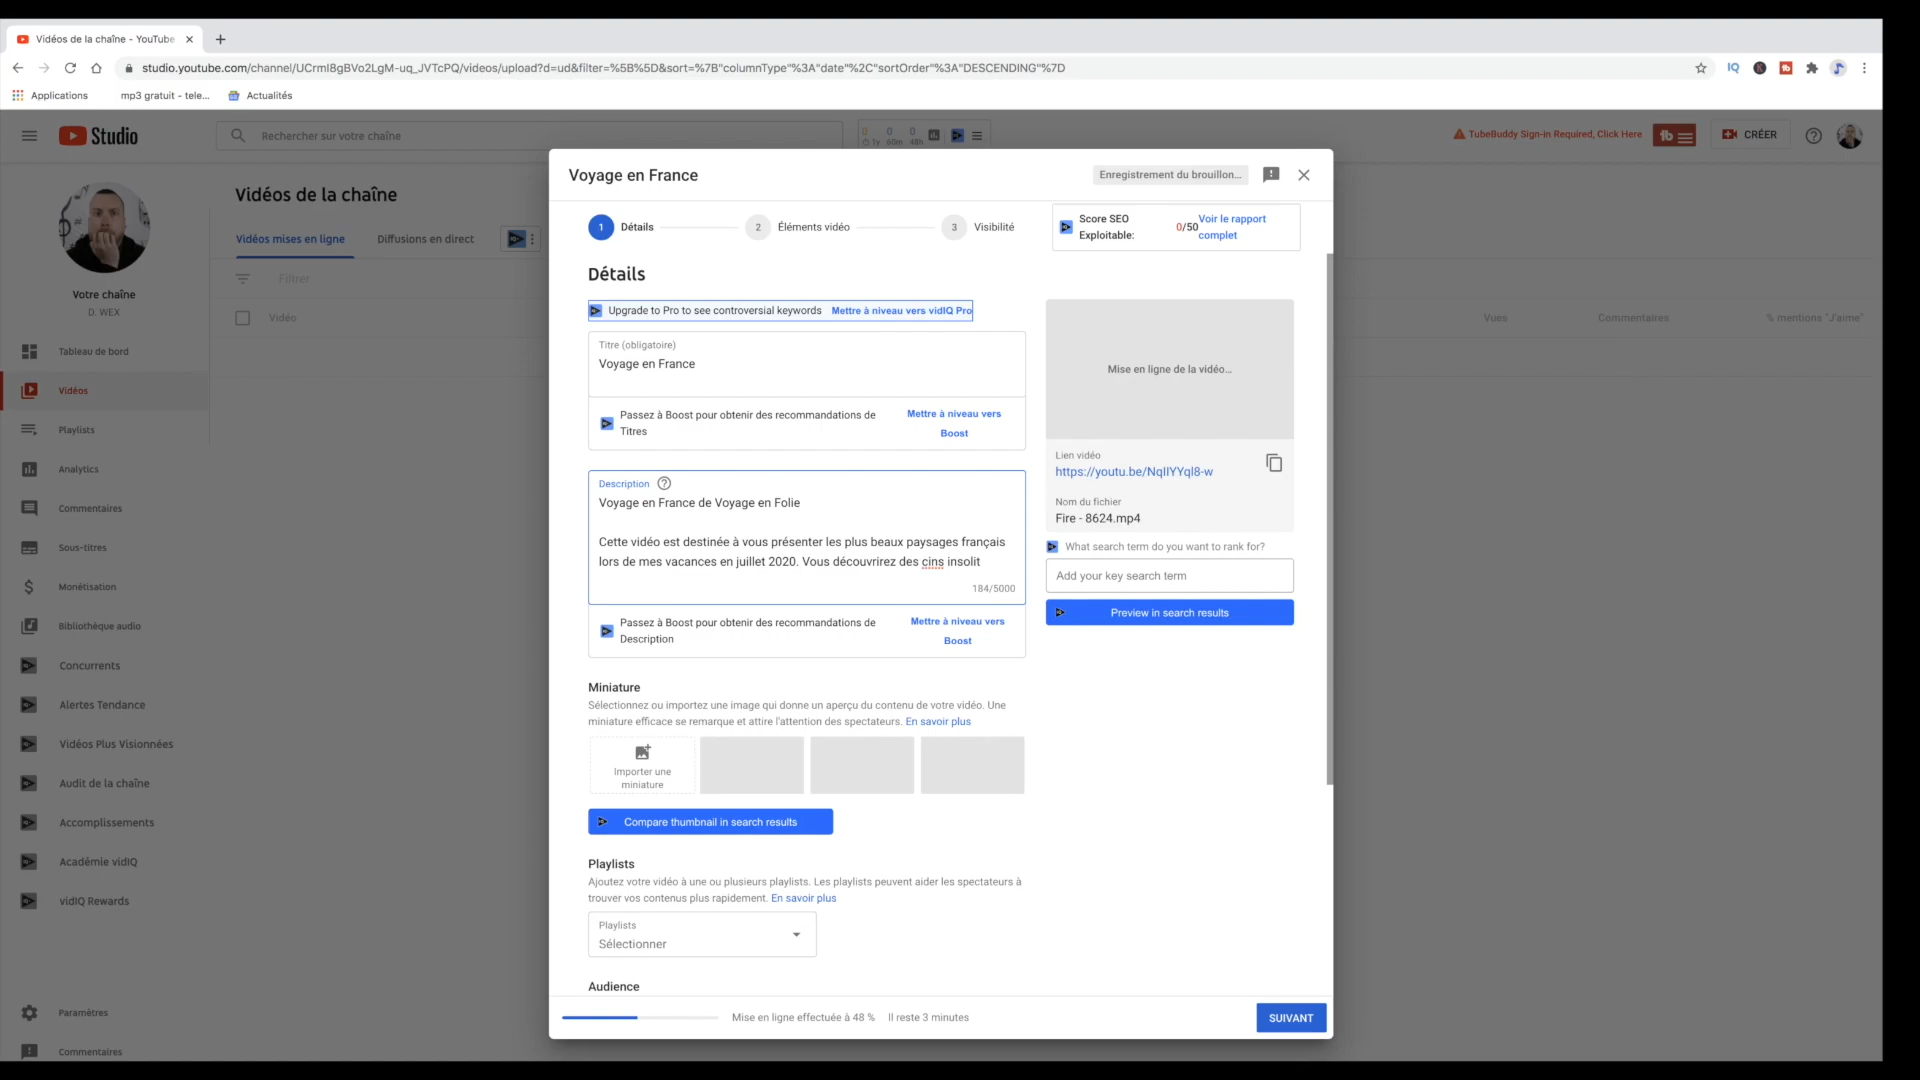 Vidéos de la chaîne - YouTube
studio.youtube.com/channel/UCrmI8gBVo2LgM-uq_JVTcPQ/videos/upload?d=ud&filter=%5B%5D&sort=%7B"columnType"%3A"date"%2C"sortOrder"%3A"DESCENDING"%7D
IQ
Applications
mp3 gratuit - tele...
Actualités
Studio
Rechercher sur votre chaîne
0 0 0
1y 60m 48h
TubeBuddy Sign-in Required, Click Here
CRÉER
Votre chaîne
D. WEX
Tableau de bord
Vidéos
Playlists
Analytics
Commentaires
Sous-titres
Monétisation
Bibliothèque audio
Concurrents
Alertes Tendance
Vidéos Plus Visionnées
Audit de la chaîne
Accomplissements
Académie vidIQ
vidIQ Rewards
Paramètres
Commentaires
Vidéos de la chaîne
Vidéos mises en ligne
Diffusions en direct
Filtrer
Vidéo
Vues
Commentaires
% mentions "J'aime"
Voyage en France
Enregistrement du brouillon...
1 Détails
2 Éléments vidéo
3 Visibilité
Score SEO
Exploitable:
0/50
Voir le rapport
complet
Détails
Upgrade to Pro to see controversial keywords Mettre à niveau vers vidIQ Pro
Titre (obligatoire)
Voyage en France
Passez à Boost pour obtenir des recommandations de
Titres
Mettre à niveau vers
Boost
Description
Voyage en France de Voyage en Folie
Cette vidéo est destinée à vous présenter les plus beaux paysages français
lors de mes vacances en juillet 2020. Vous découvrirez des cins insolit
184/5000
Passez à Boost pour obtenir des recommandations de
Description
Mettre à niveau vers
Boost
Miniature
Sélectionnez ou importez une image qui donne un aperçu du contenu de votre vidéo. Une
miniature efficace se remarque et attire l'attention des spectateurs. En savoir plus
Importer une
miniature
Compare thumbnail in search results
Playlists
Ajoutez votre vidéo à une ou plusieurs playlists. Les playlists peuvent aider les spectateurs à
trouver vos contenus plus rapidement. En savoir plus
Playlists
Sélectionner
Audience
Mise en ligne de la vidéo...
Lien vidéo
https://youtu.be/NqIIYYql8-w
Nom du fichier
Fire - 8624.mp4
What search term do you want to rank for?
Add your key search term
Preview in search results
Mise en ligne effectuée à 48 % Il reste 3 minutes
SUIVANT